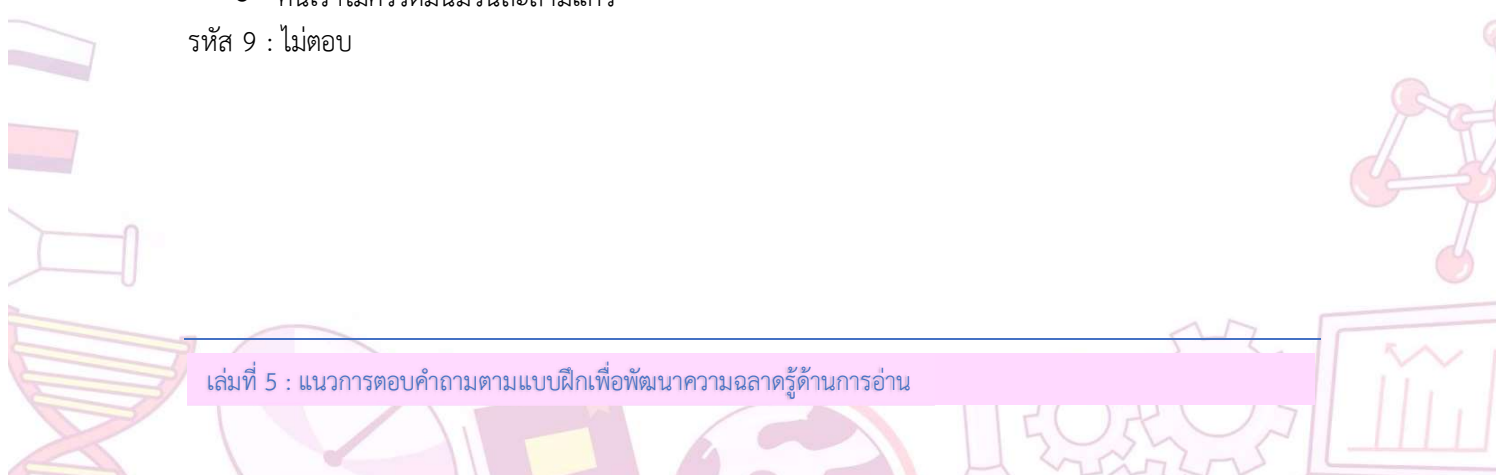 รหัส 9 : ไม่ตอบ
เล่มที่ 5 : แนวการตอบคำถามตามแบบฝึกเพื่อพัฒนาความฉลาดรู้ด้านการอ่าน